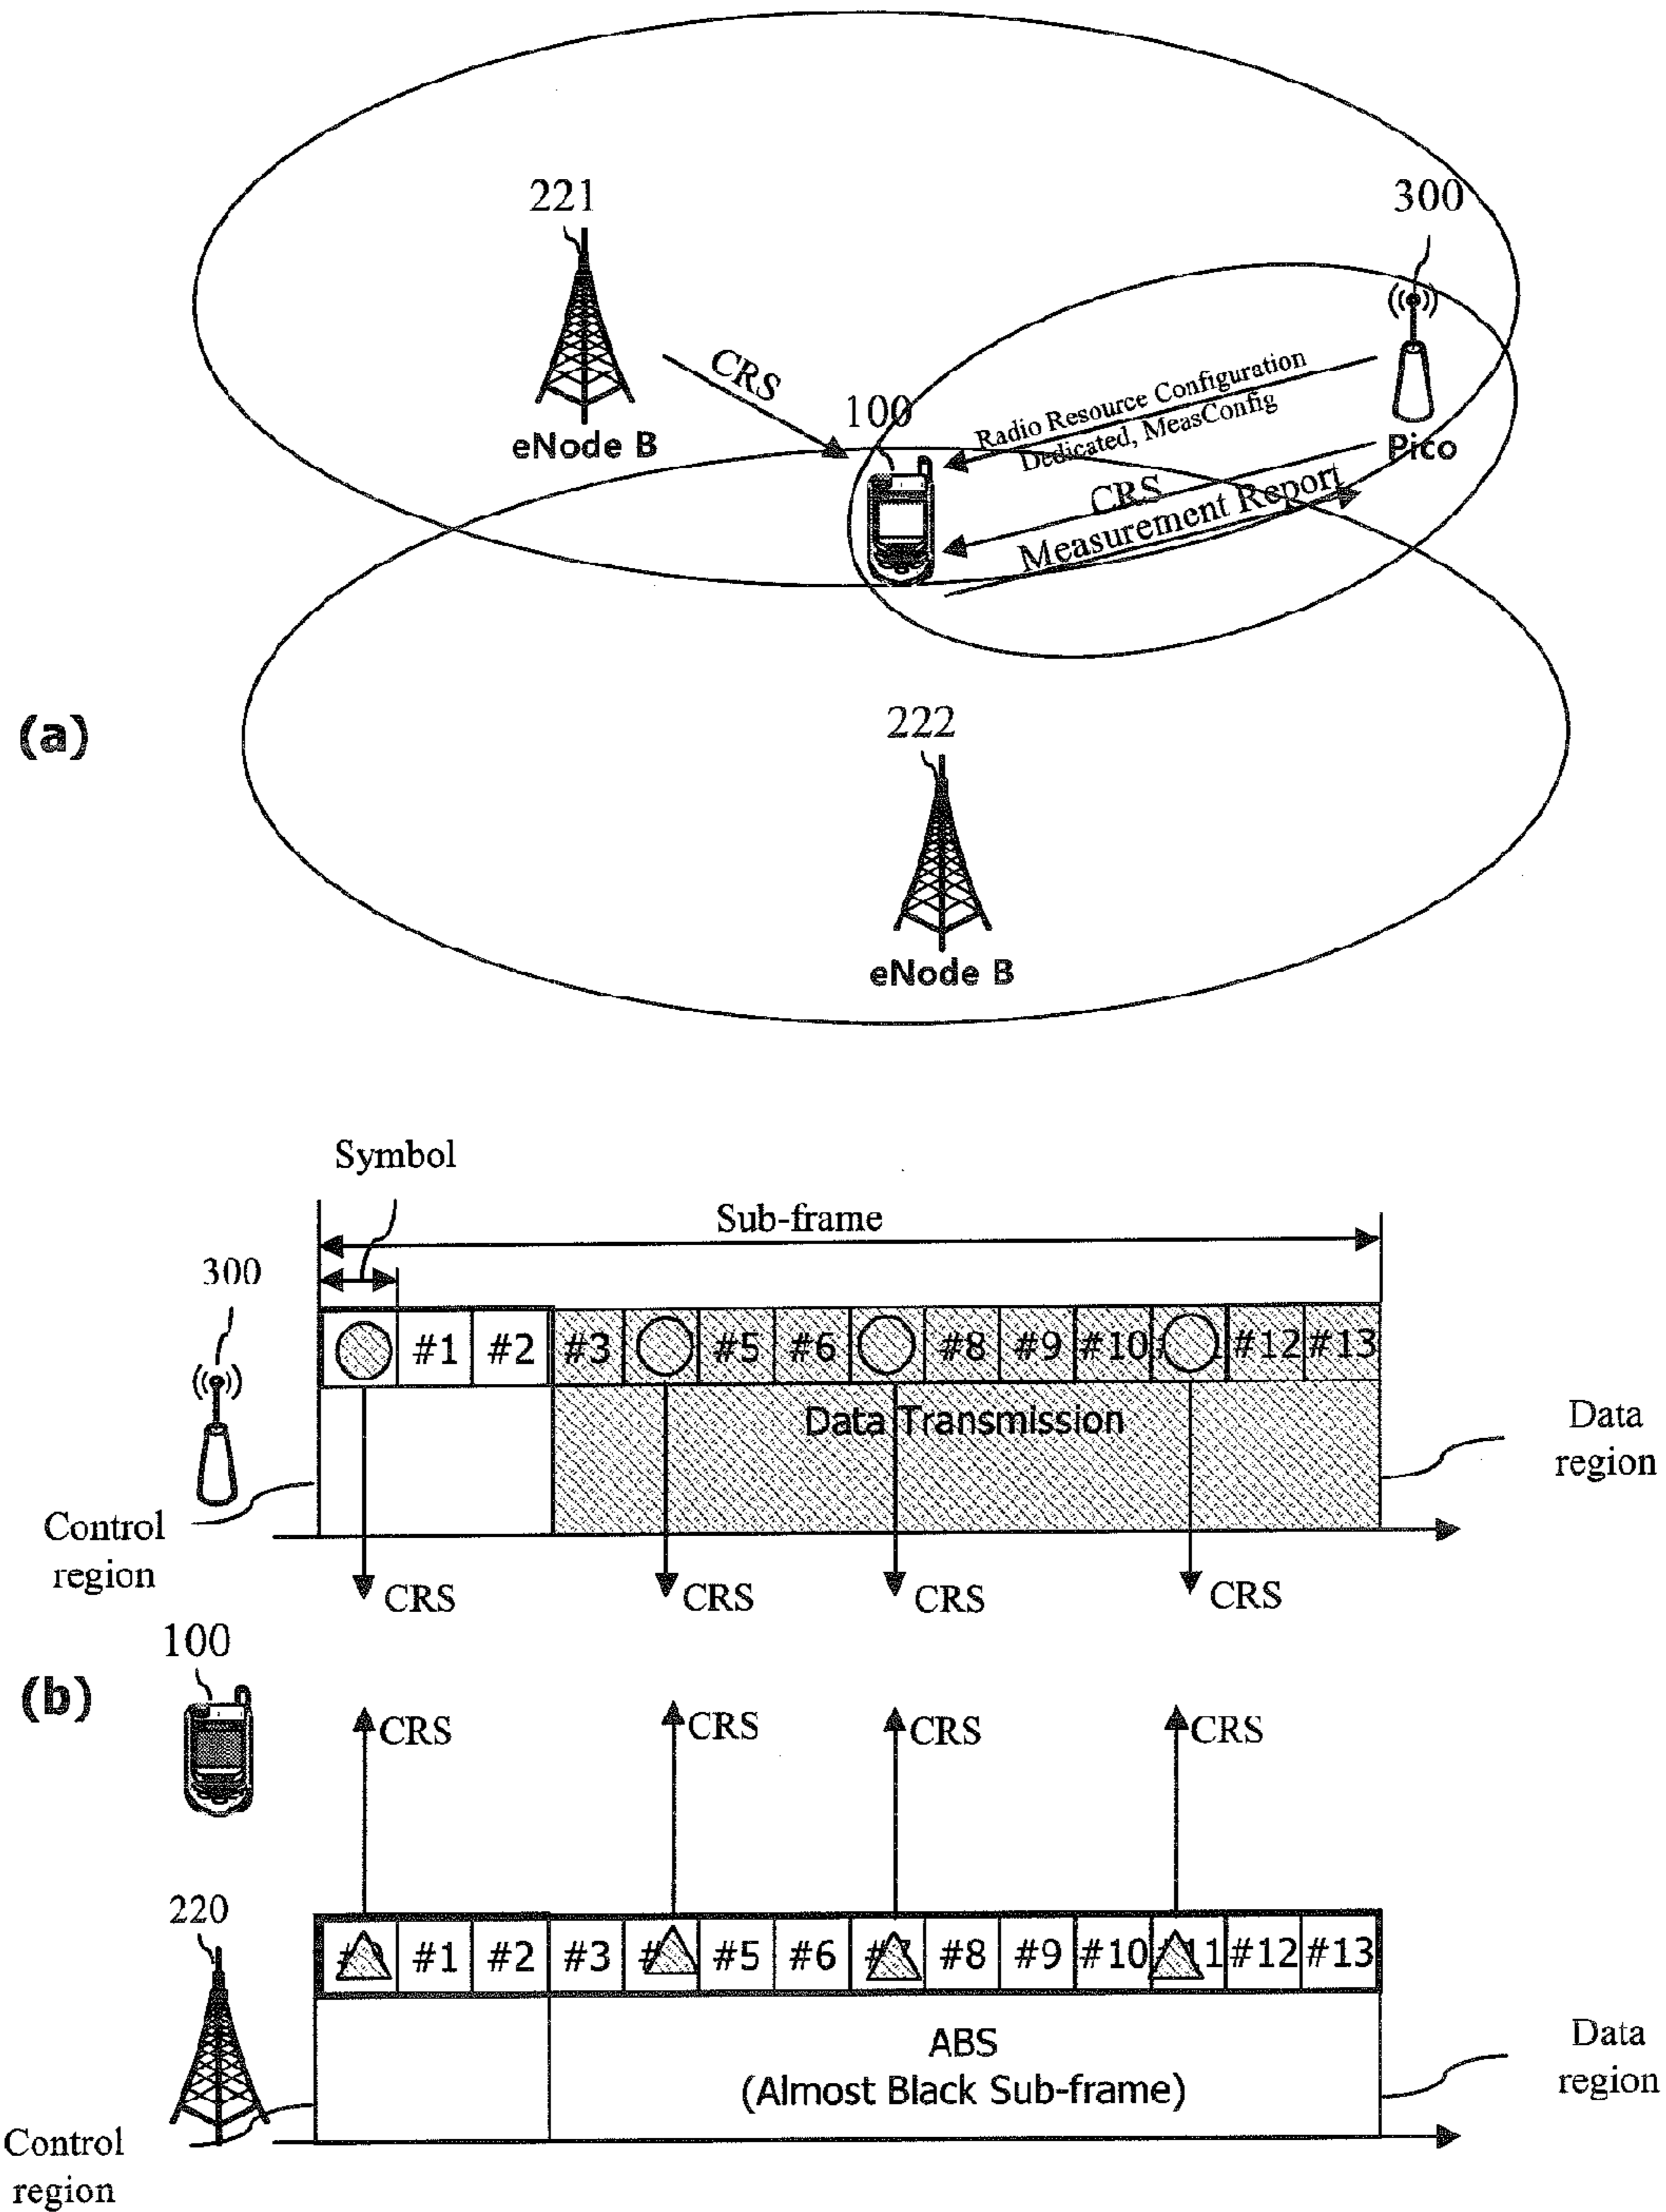 221
300
CRS
eNode B
100
Radio Resource Configuration
Dedicated, MeasConfig
Pico
CRS
Measurement Report
(a)
222
eNode B
Symbol
Sub-frame
300
#1 #2 #3 #5 #6 #8 #9 #10 #12 #13
Data Transmission
Data
region
Control
region
CRS CRS CRS CRS
100
(b)
CRS CRS CRS CRS
220
#1 #2 #3 #5 #6 #8 #9 #10 #11 #12 #13
ABS
(Almost Black Sub-frame)
Data
region
Control
region